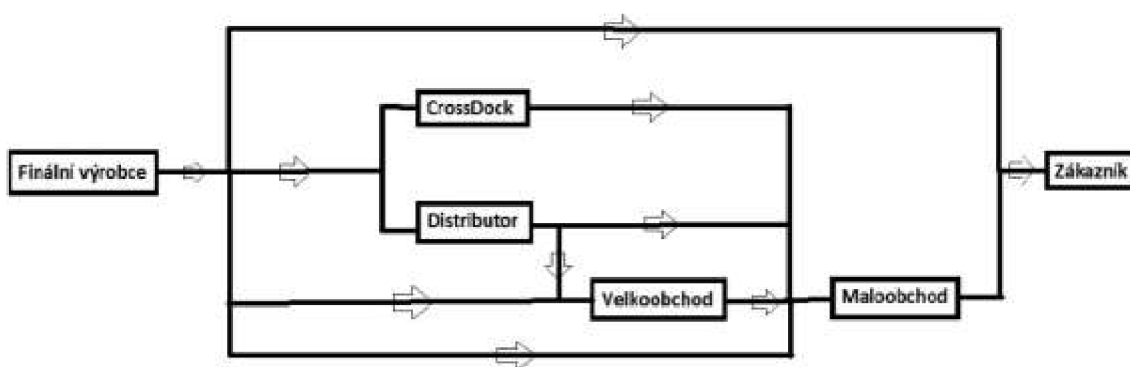 CrossDock
Finální výrobce
Zákazník
Distributor
Velkoobchod
Maloobchod